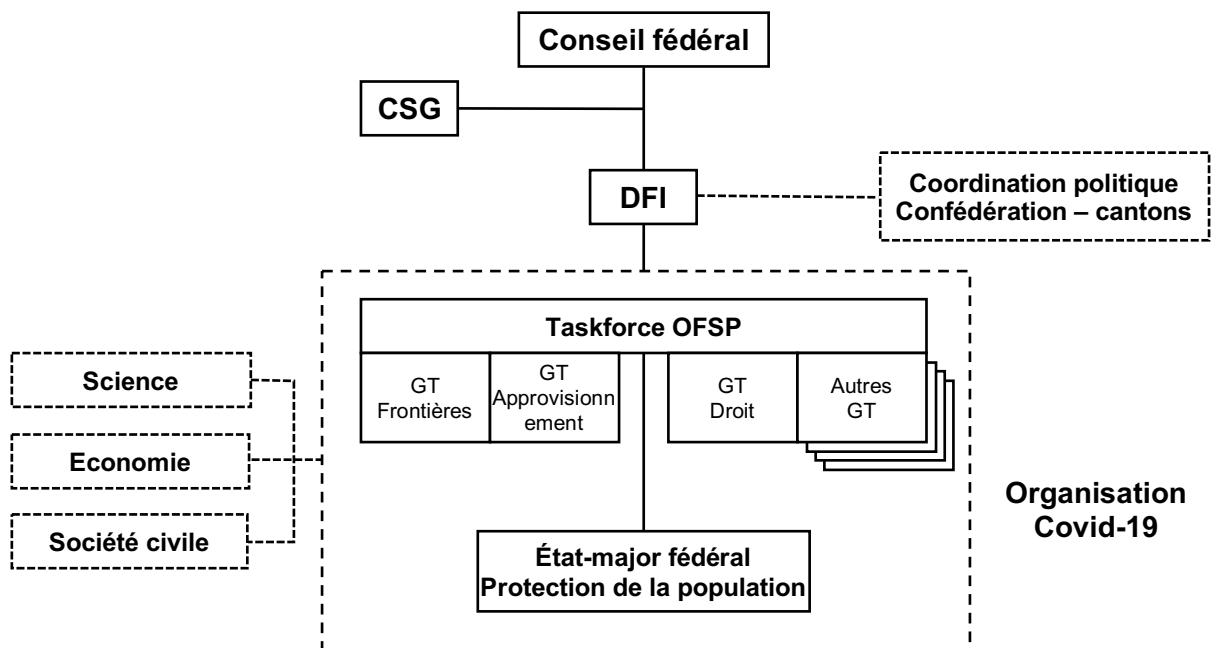 Conseil fédéral
CSG
DFI
Coordination politique
Confédération – cantons
Taskforce OFSP
GT
Frontières
GT
Approvisionn
ement
GT
Droit
Autres
GT
Science
Economie
Société civile
Organisation
Covid-19
État-major fédéral
Protection de la population